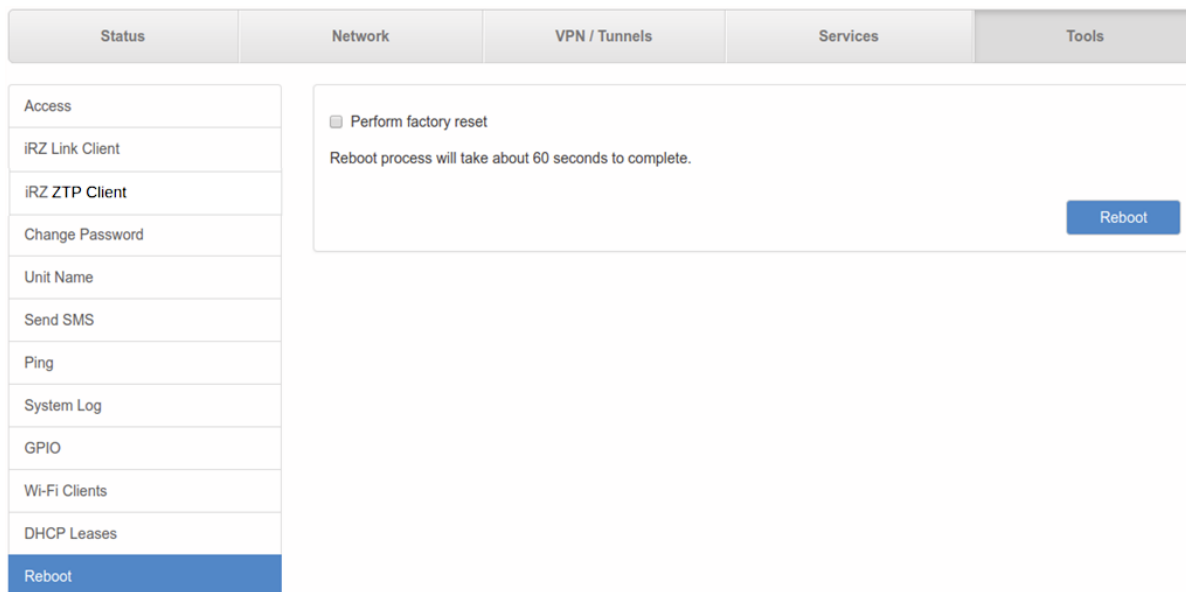 Status Network VPN / Tunnels Services Tools
Access
iRZ Link Client
iRZ ZTP Client
Change Password
Unit Name
Send SMS
Ping
System Log
GPIO
Wi-Fi Clients
DHCP Leases
Reboot
Perform factory reset
Reboot process will take about 60 seconds to complete.
Reboot